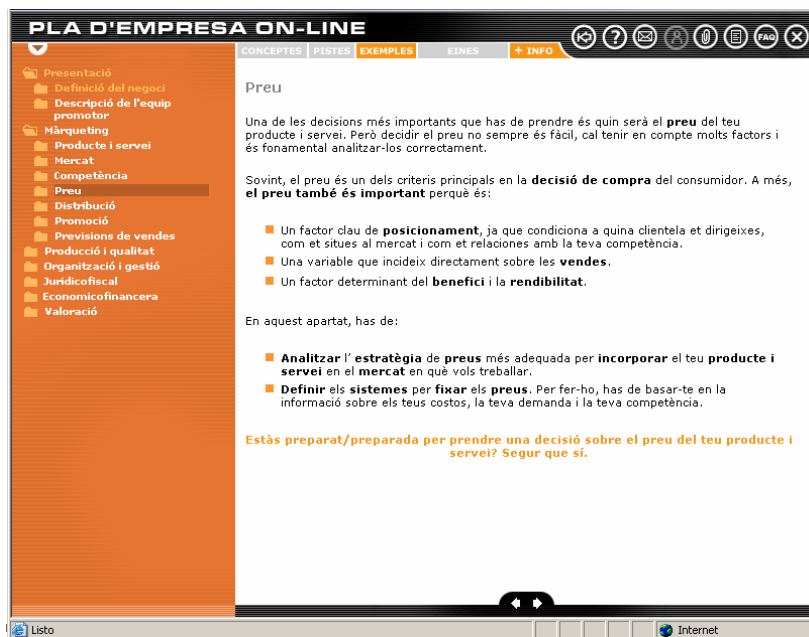 PLA D'EMPRESA ON-LINE
CONCEPTES PISTES EXEMPLES EINES + INFO
FAQ
Presentació
Definició del negoci
Descripció de l'equip
promotor
Màrqueting
Producte i servei
Mercat
Competència
Preu
Distribució
Promoció
Previsions de vendes
Producció i qualitat
Organització i gestió
Juridicofiscal
Economicofinancera
Valoració
Preu
Una de les decisions més importants que has de prendre és quin serà el preu del teu
producte i servei. Però decidir el preu no sempre és fàcil, cal tenir en compte molts factors i
és fonamental analitzar-los correctament.
Sovint, el preu és un dels criteris principals en la decisió de compra del consumidor. A més,
el preu també és important perquè és:
Un factor clau de posicionament, ja que condiciona a quina clientela et dirigeixes,
com et situes al mercat i com et relaciones amb la teva competència.
Una variable que incideix directament sobre les vendes.
Un factor determinant del benefici i la rendibilitat.
En aquest apartat, has de:
Analitzar l' estratègia de preus més adequada per incorporar el teu producte i
servei en el mercat en què vols treballar.
Definir els sistemes per fixar els preus. Per fer-ho, has de basar-te en la
informació sobre els teus costos, la teva demanda i la teva competència.
Estàs preparat/preparada per prendre una decisió sobre el preu del teu producte i
servei? Segur que sí.
Listo
Internet